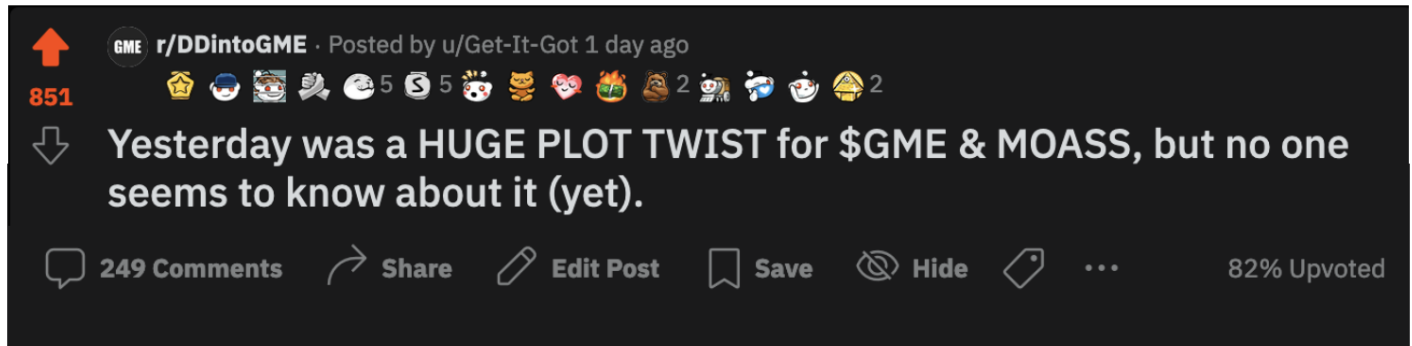 GME r/DDintoGME · Posted by u/Get-It-Got 1 day ago
5 S 5 2 2
851
Yesterday was a HUGE PLOT TWIST for $GME & MOASS, but no one
seems to know about it (yet).
249 Comments Share Edit Post Save Hide ... 82% Upvoted